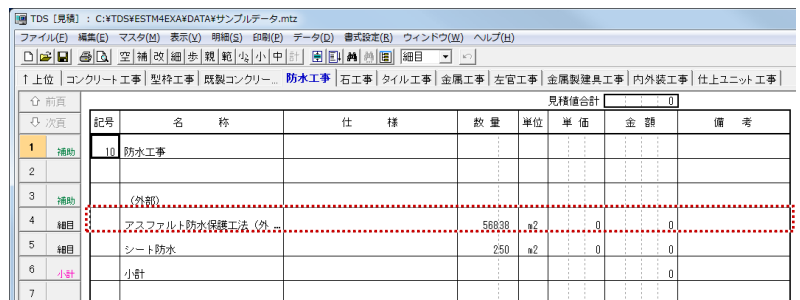 TDS [見積] : C:¥TDS¥ESTM4EXA¥DATA¥サンプルデータ.mtz
ファイル(F) 編集(E) マスタ(M) 表示(V) 明細(S) 印刷(P) データ(D) 書式設定(R) ウィンドウ(W) ヘルプ(H)
空 補 改 細 歩 親 範 小 中 計 細目
↑上位 コンクリート工事 型枠工事 既製コンクリー... 防水工事 石工事 タイル工事 金属工事 左官工事 金属製建具工事 内外装工事 仕上ユニット工事
前頁 見積値合計 0
次頁 記号 名 称 仕 様 数 量 単位 単 価 金 額 備 考
1 補助 10 防水工事
2
3 補助 (外部)
4 細目 アスファルト防水保護工法 (外 ... 568.38 m2 0 0
5 細目 シート防水 250 m2 0 0
6 小計 小計 0
7